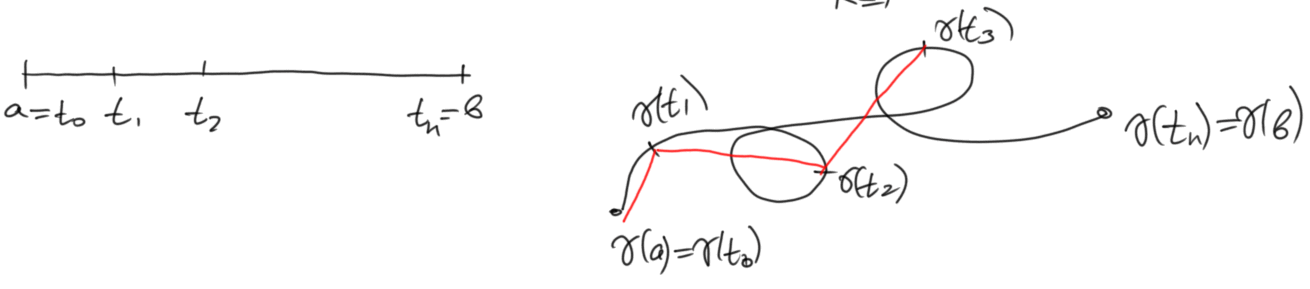 γ(t₃)
γ(t₁)
a=t₀ t₁ t₂ tₙ=b
γ(tₙ)=γ(b)
γ(t₂)
γ(a)=γ(t₀)